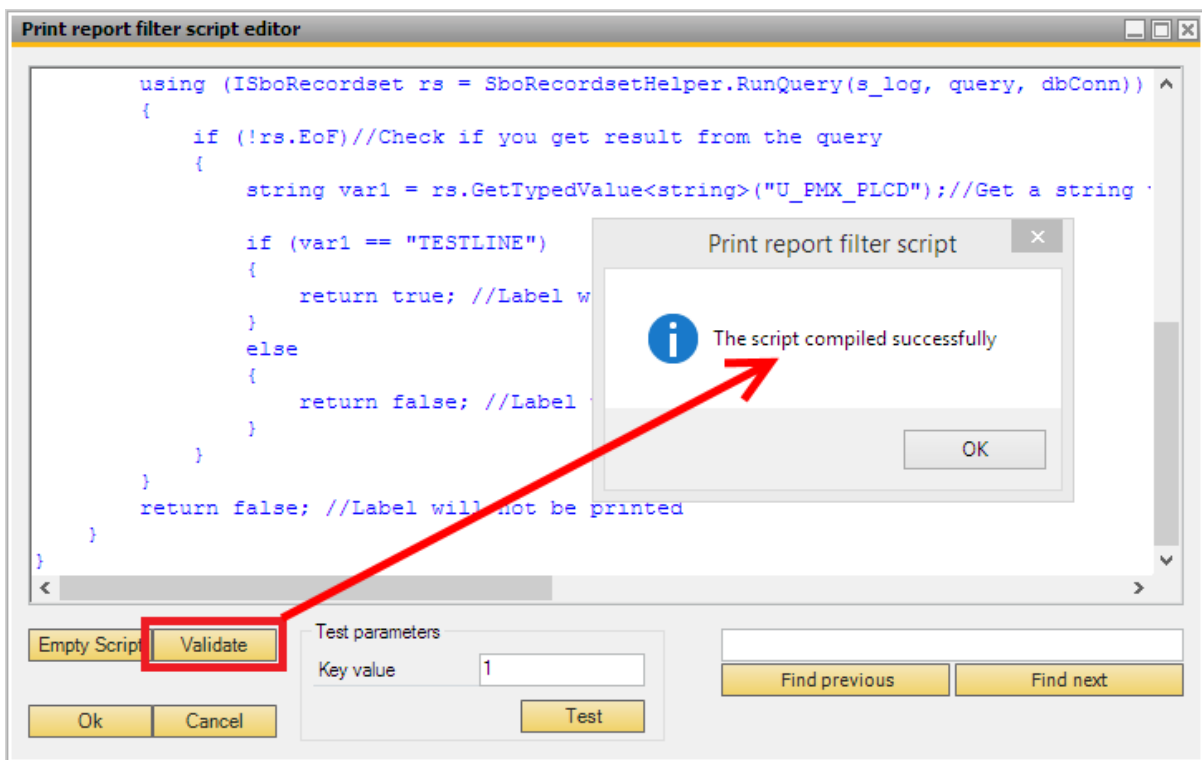 Print report filter script editor
using (ISboRecordset rs = SboRecordsetHelper.RunQuery(s_log, query, dbConn))
{
if (!rs.EoF)//Check if you get result from the query
{
string var1 = rs.GetTypedValue<string>("U_PMX_PLCD");//Get a string
if (var1 == "TESTLINE")
{
return true; //Label w
}
else
{
return false; //Label
}
}
}
return false; //Label will not be printed
}
}
Print report filter script
The script compiled successfully
OK
Empty Script
Validate
Test parameters
Key value
1
Test
Find previous
Find next
Ok
Cancel